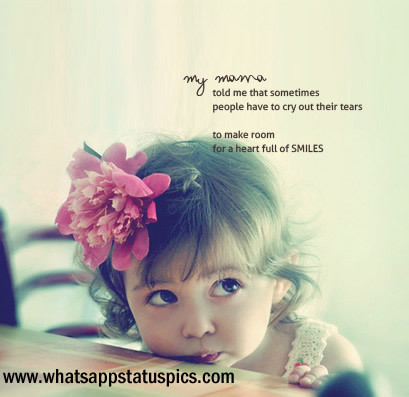 my mama
told me that sometimes
people have to cry out their tears
to make room
for a heart full of SMILES
www.whatsappstatuspics.com